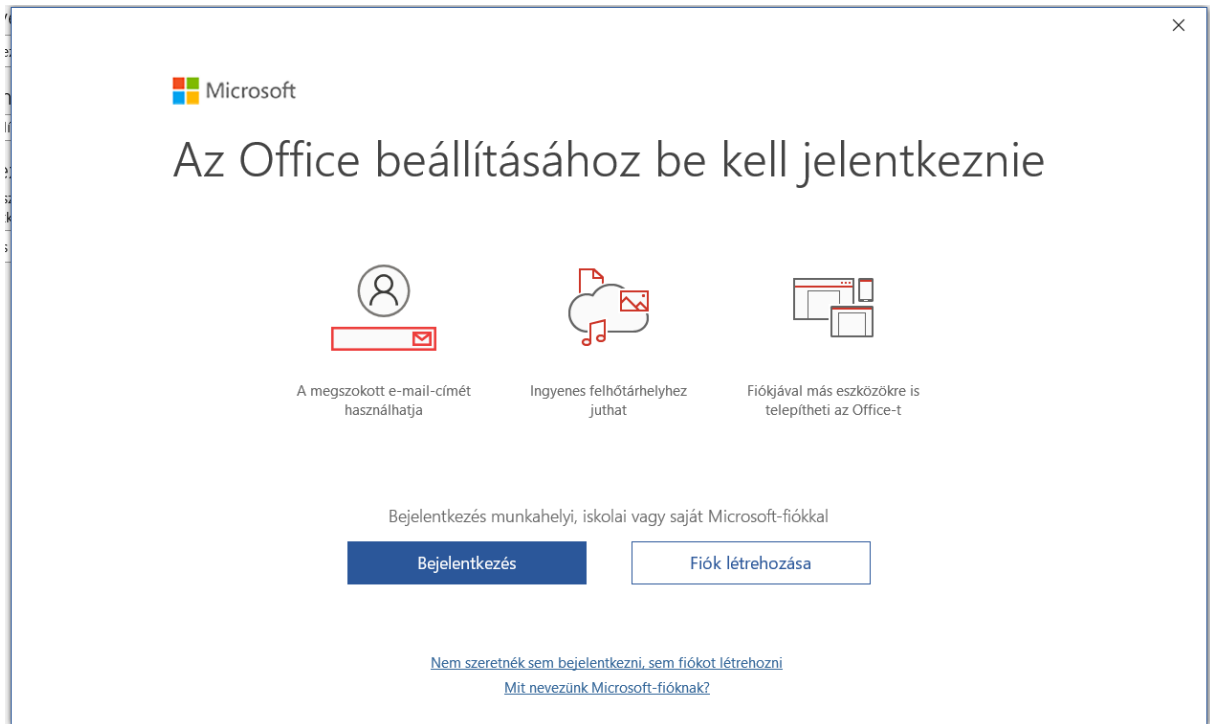 Microsoft
Az Office beállításához be kell jelentkeznie
A megszokott e-mail-címét
használhatja
Ingyenes felhőtárhelyhez
juthat
Fiókjával más eszközökre is
telepítheti az Office-t
Bejelentkezés munkahelyi, iskolai vagy saját Microsoft-fiókkal
Bejelentkezés
Fiók létrehozása
Nem szeretnék sem bejelentkezni, sem fiókot létrehozni
Mit nevezünk Microsoft-fióknak?